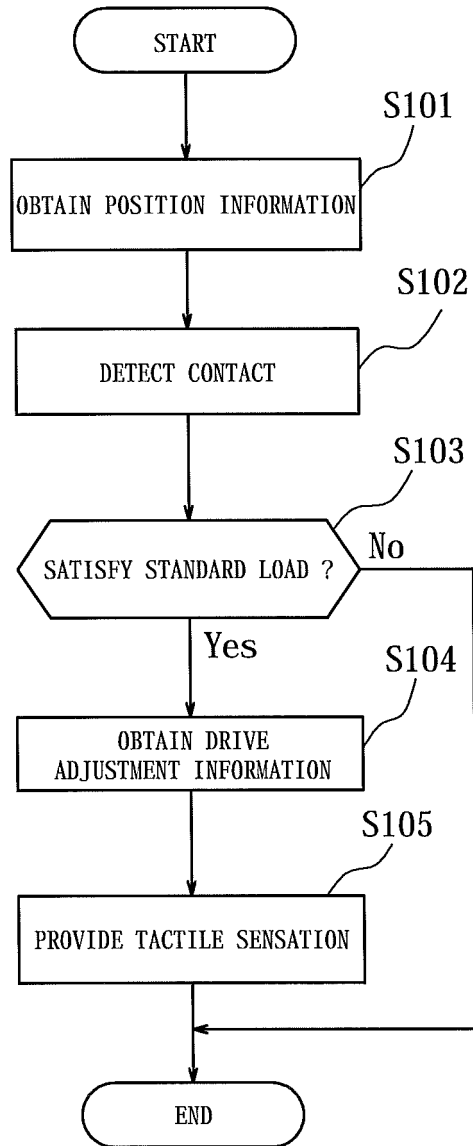 START
S101
OBTAIN POSITION INFORMATION
S102
DETECT CONTACT
S103
SATISFY STANDARD LOAD ?
No
Yes
S104
OBTAIN DRIVE
ADJUSTMENT INFORMATION
S105
PROVIDE TACTILE SENSATION
END